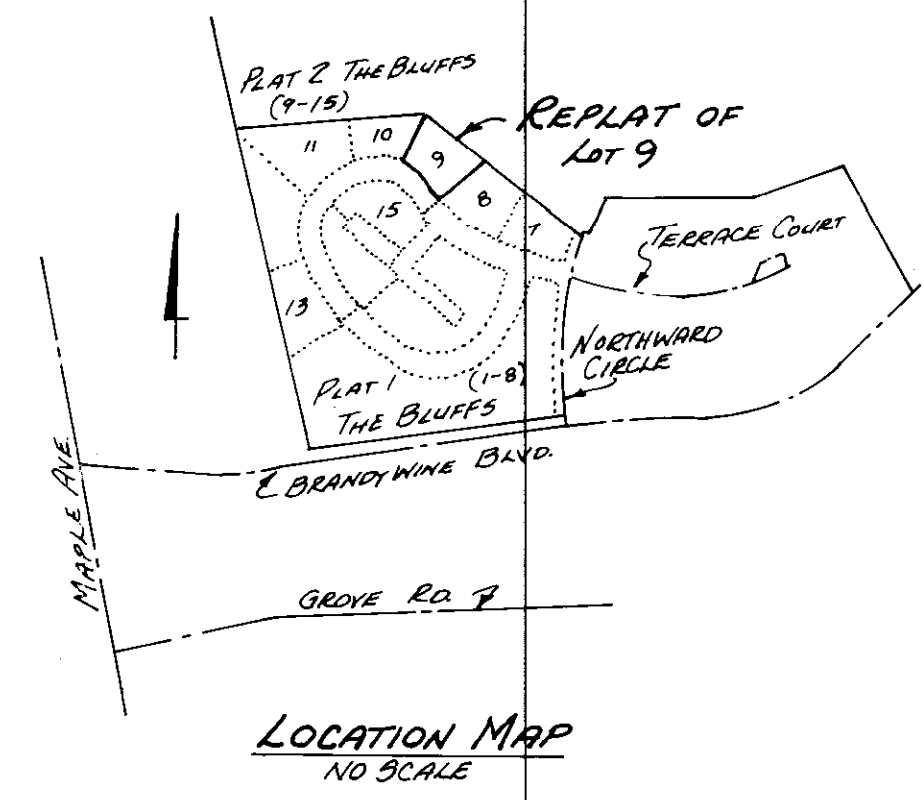 PLAT 2 THE BLUFFS
(9-15)
REPLAT OF
LOT 9
11
10
9
8
7
15
13
TERRACE COURT
NORTHWARD
CIRCLE
PLAT 1
(1-8)
THE BLUFFS
℄ BRANDYWINE BLVD.
MAPLE AVE.
GROVE RD.
LOCATION MAP
NO SCALE